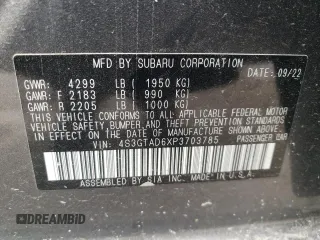 MFD BY SUBARU CORPORATION
DATE: 09/22
GVWR: 4299 LB ( 1950 KG)
GAWR: F 2183 LB ( 990 KG)
GAWR: R 2205 LB ( 1000 KG)
THIS VEHICLE CONFORMS TO ALL APPLICABLE FEDERAL MOTOR
VEHICLE SAFETY, BUMPER, AND THEFT PREVENTION STANDARDS
IN EFFECT ON THE DATE OF MANUFACTURE SHOWN ABOVE.
VIN: 4S3GTAD6XP3703785 PASSENGER CAR
ASSEMBLED BY S.I.A., INC. MADE IN U.S.A.
DREAMBID